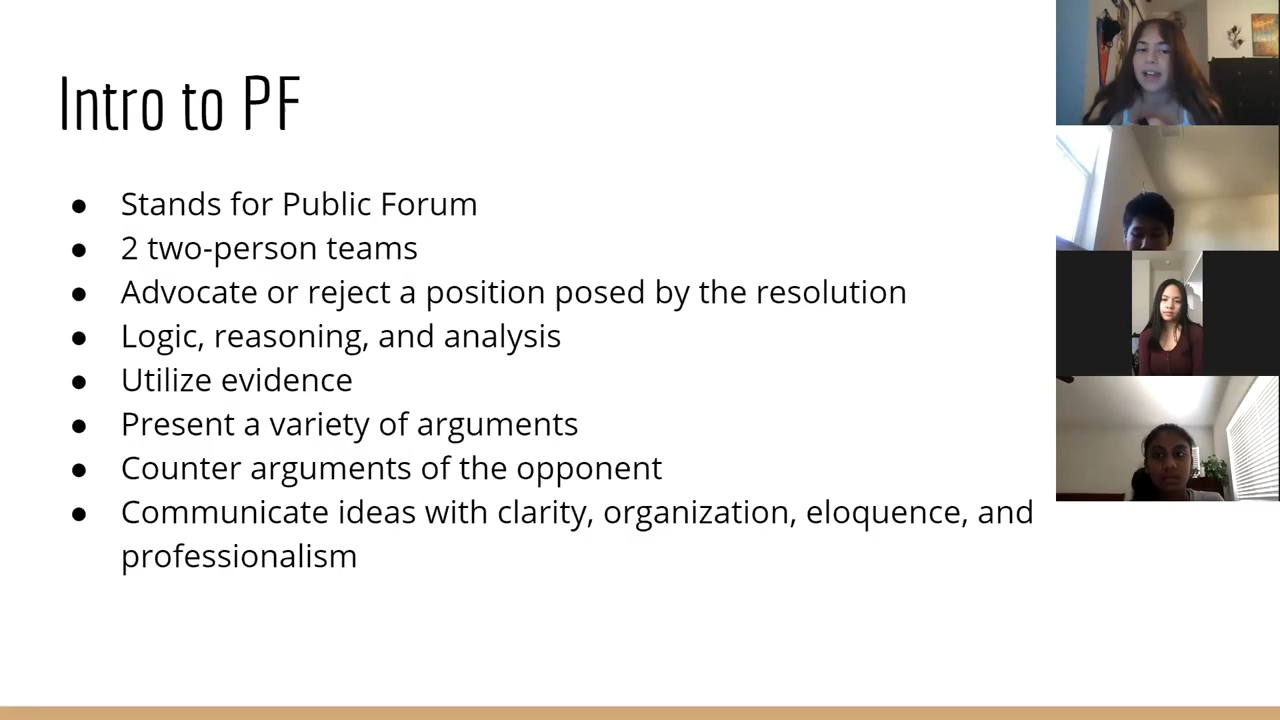 Intro to PF
● Stands for Public Forum
● 2 two-person teams
● Advocate or reject a position posed by the resolution
● Logic, reasoning, and analysis
● Utilize evidence
● Present a variety of arguments
● Counter arguments of the opponent
● Communicate ideas with clarity, organization, eloquence, and
professionalism